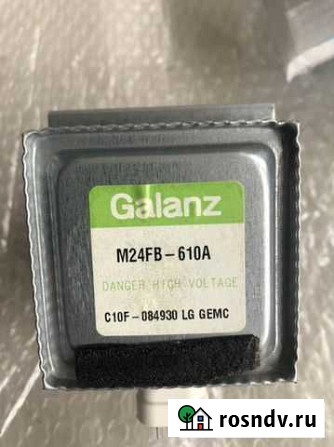 Galanz
M24FB-610A
DANGER HIGH VOLTAGE
C10F-084930 LG GEMC
rosndv.ru